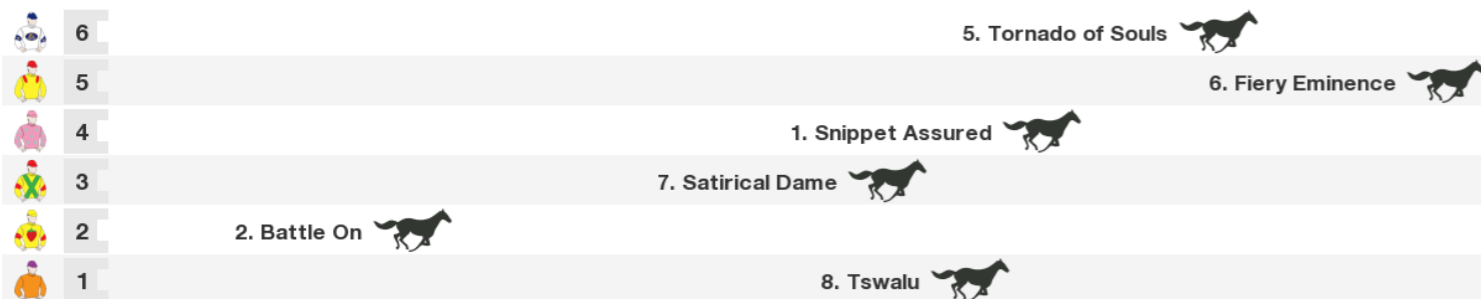 6 5. Tornado of Souls
5 6. Fiery Eminence
4 1. Snippet Assured
3 7. Satirical Dame
2 2. Battle On
1 8. Tswalu